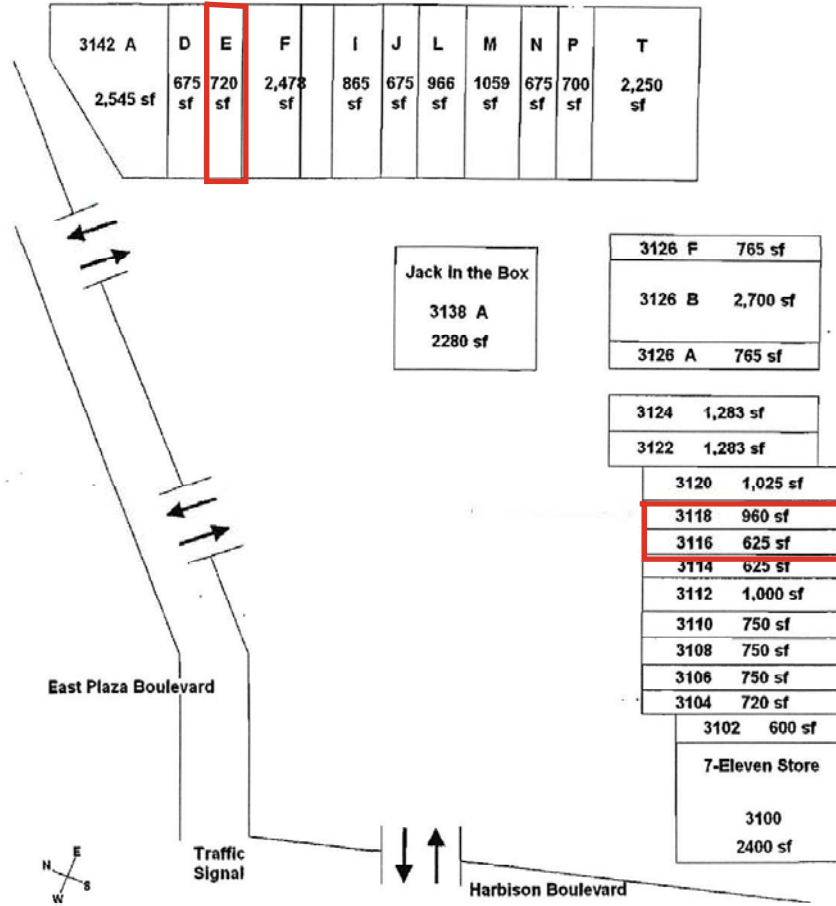 3142 A D E F I J L M N P T
2,545 sf 675 sf 720 sf 2,478 sf 865 sf 675 sf 966 sf 1059 sf 675 sf 700 sf 2,250 sf
Jack in the Box
3138 A
2280 sf
3126 F 765 sf
3126 B 2,700 sf
3126 A 765 sf
3124 1,283 sf
3122 1,283 sf
3120 1,025 sf
3118 960 sf
3116 625 sf
3114 625 sf
3112 1,000 sf
3110 750 sf
3108 750 sf
3106 750 sf
3104 720 sf
3102 600 sf
7-Eleven Store
3100
2400 sf
East Plaza Boulevard
Traffic
Signal
Harbison Boulevard
E
N
S
W